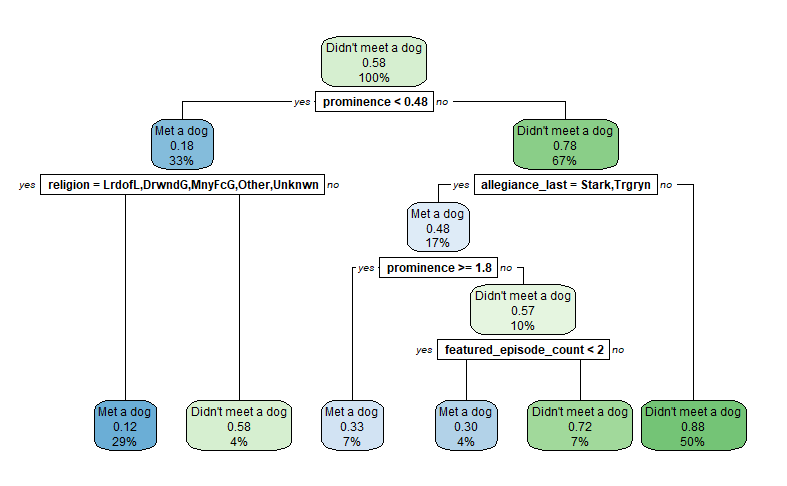 Didn't meet a dog
0.58
100%
yes prominence < 0.48 no
Met a dog
0.18
33%
Didn't meet a dog
0.78
67%
yes religion = LrdofL,DrwndG,MnyFcG,Other,Unknwn no
yes allegiance_last = Stark,Trgryn no
Met a dog
0.48
17%
yes prominence >= 1.8 no
Didn't meet a dog
0.57
10%
yes featured_episode_count < 2 no
Met a dog
0.12
29%
Didn't meet a dog
0.58
4%
Met a dog
0.33
7%
Met a dog
0.30
4%
Didn't meet a dog
0.72
7%
Didn't meet a dog
0.88
50%